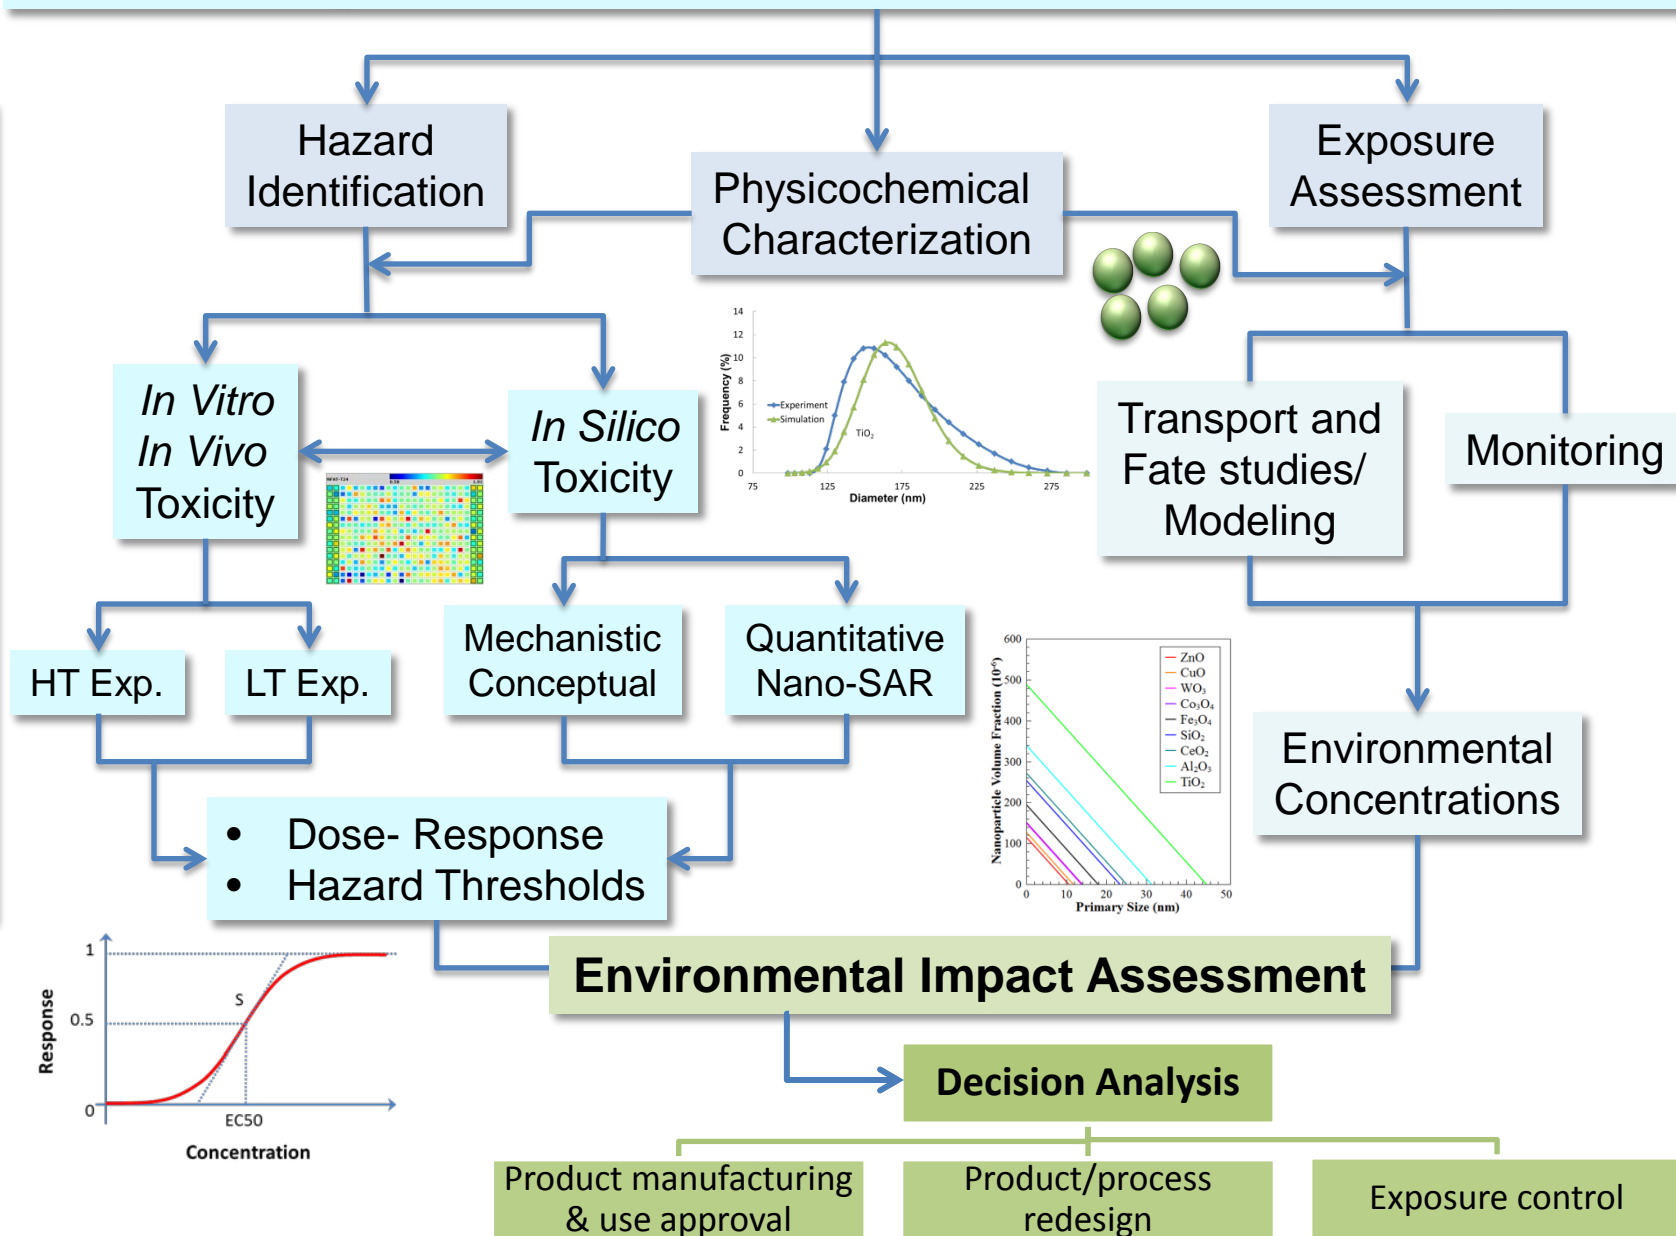 Hazard
Identification
Physicochemical
Characterization
Exposure
Assessment
In Vitro
In Vivo
Toxicity
In Silico
Toxicity
14
12
10
8
6
4
2
0
Frequency (%)
Experiment
Simulation
TiO₂
75
125
175
225
275
Diameter (nm)
Transport and
Fate studies/
Modeling
Monitoring
HT Exp.
LT Exp.
Mechanistic
Conceptual
Quantitative
Nano-SAR
600
500
400
300
200
100
0
Nanoparticle Volume Fraction (10⁻⁶)
ZnO
CuO
WO₃
Co₃O₄
Fe₃O₄
SiO₂
CeO₂
Al₂O₃
TiO₂
0
10
20
30
40
50
Primary Size (nm)
Environmental
Concentrations
• Dose- Response
• Hazard Thresholds
Environmental Impact Assessment
1
0.5
0
Response
S
EC50
Concentration
Decision Analysis
Product manufacturing
& use approval
Product/process
redesign
Exposure control